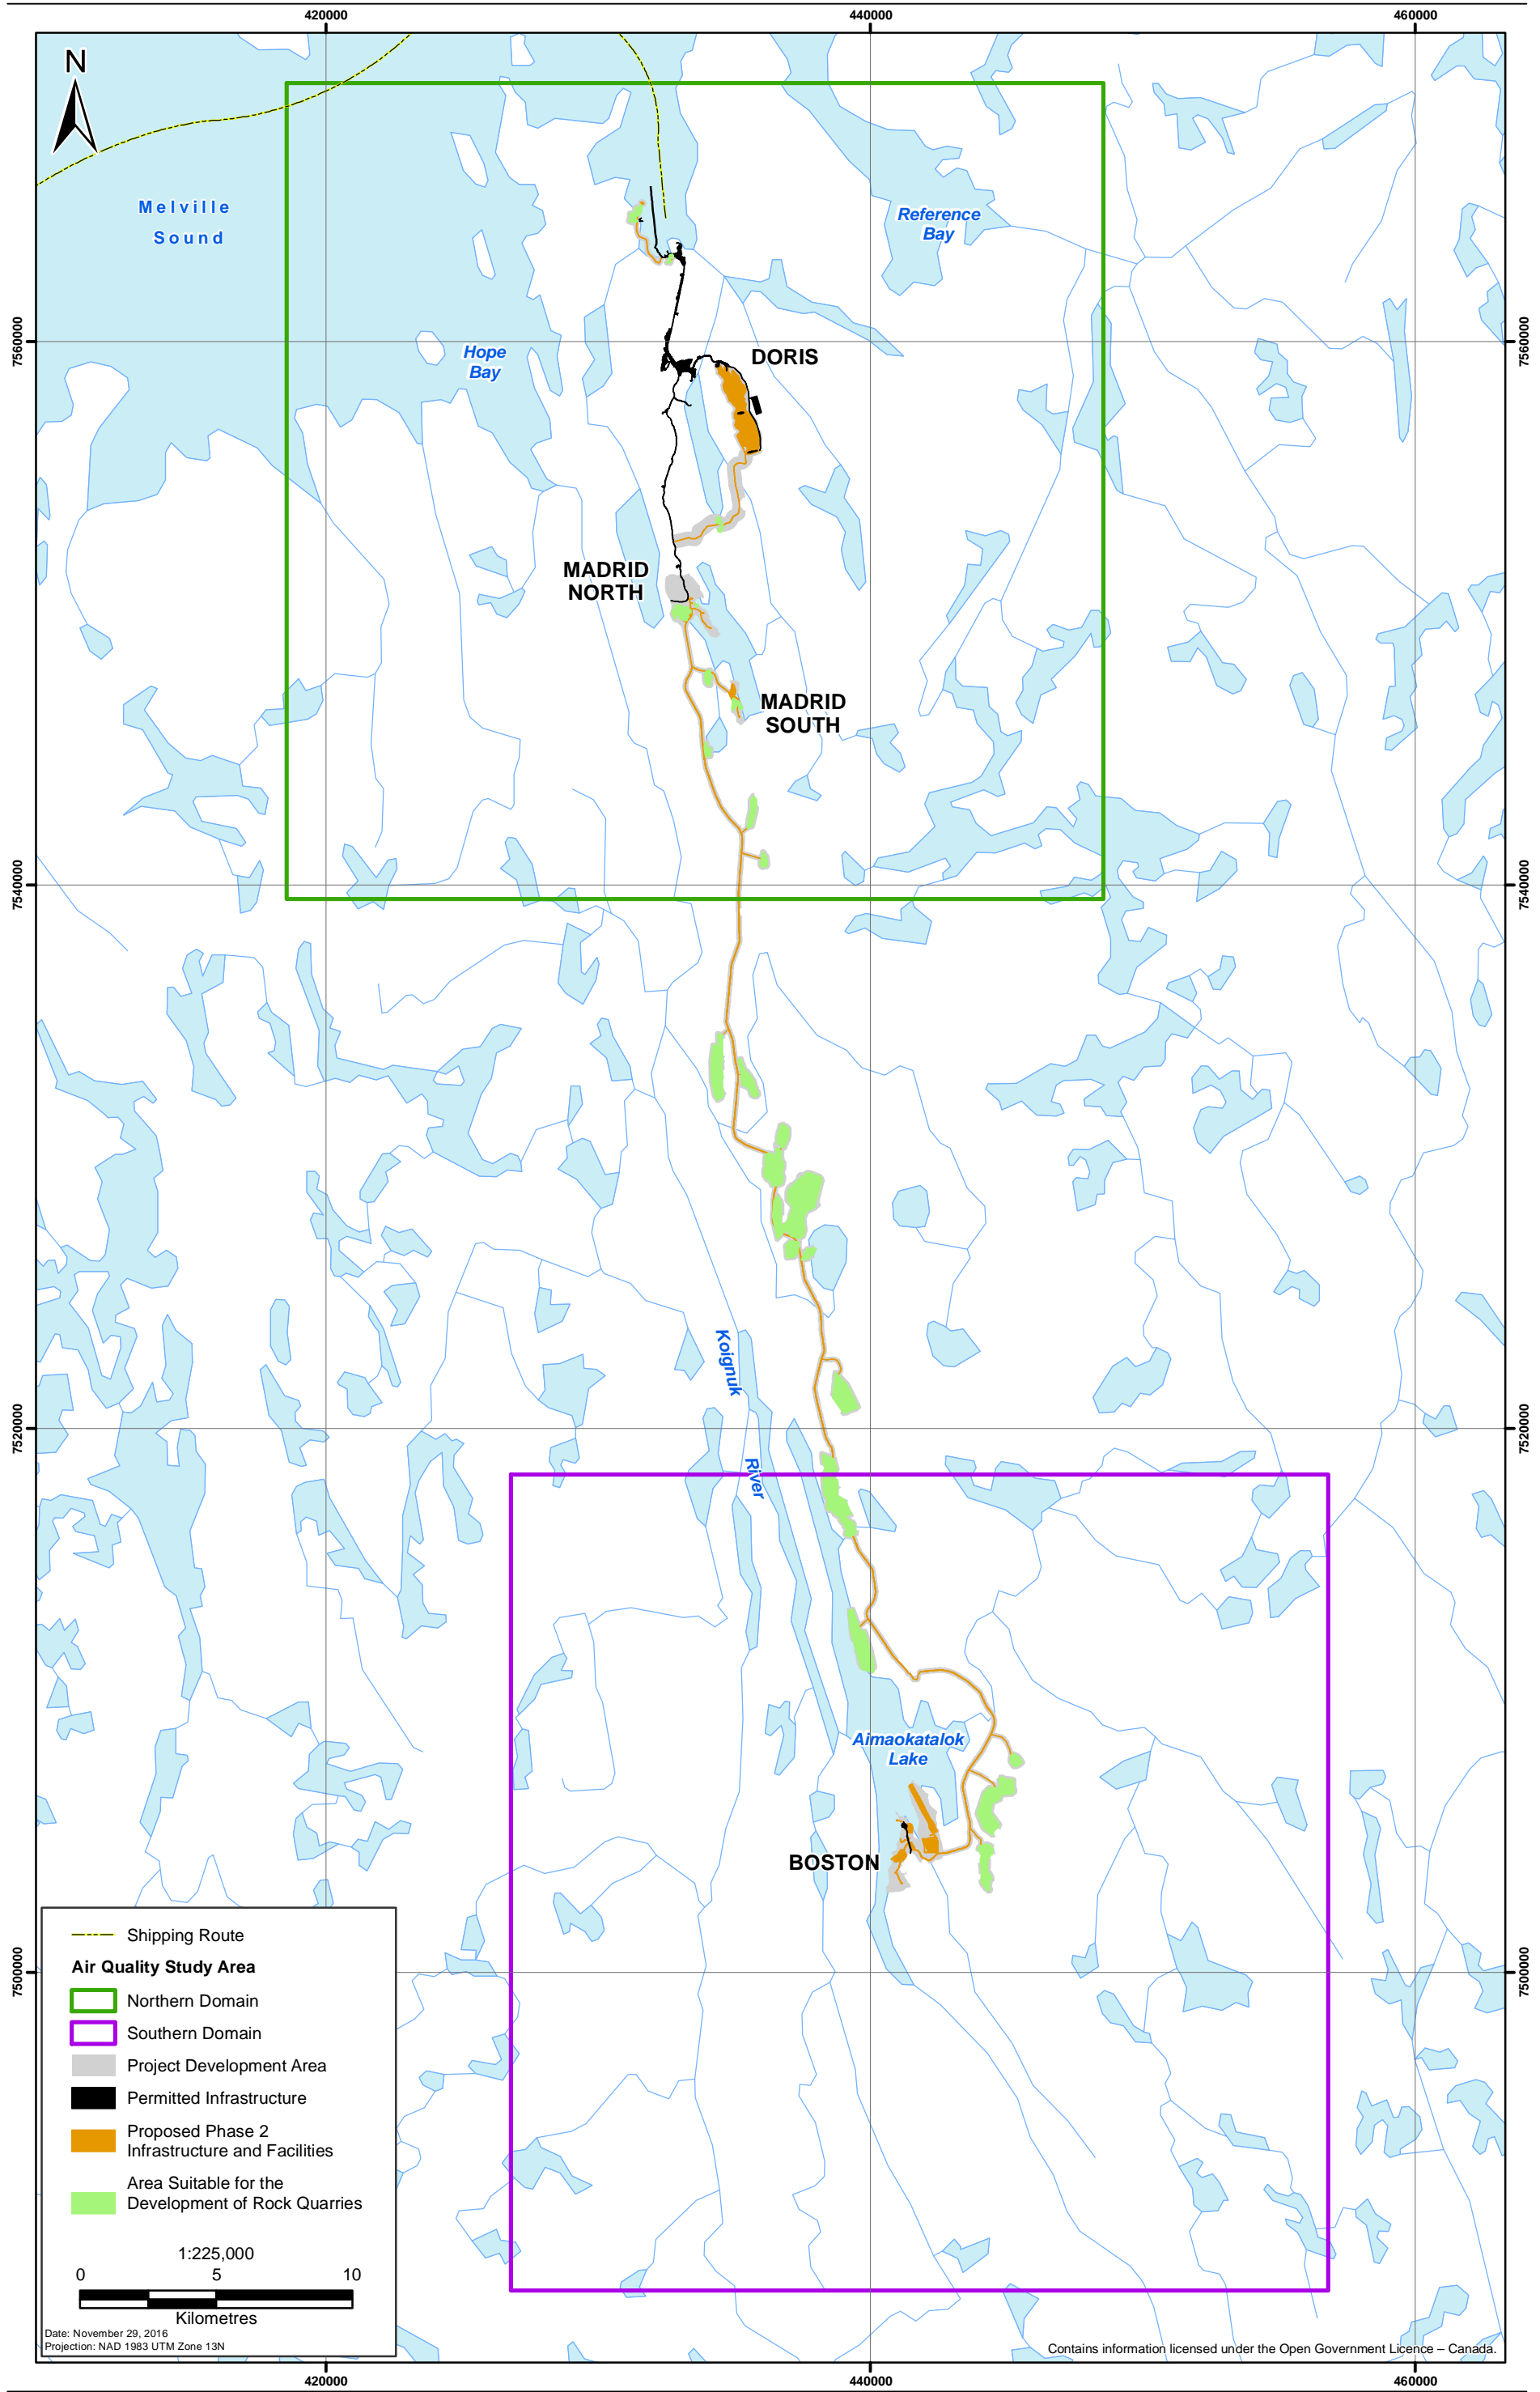 420000
440000
460000
N
Melville
Sound
Reference
Bay
7560000
7560000
Hope
Bay
DORIS
MADRID
NORTH
MADRID
SOUTH
7540000
7540000
Koignuk
River
7520000
7520000
Aimaokatalok
Lake
BOSTON
7500000
7500000
Shipping Route
Air Quality Study Area
Northern Domain
Southern Domain
Project Development Area
Permitted Infrastructure
Proposed Phase 2
Infrastructure and Facilities
Area Suitable for the
Development of Rock Quarries
1:225,000
0 5 10
Kilometres
Date: November 29, 2016
Projection: NAD 1983 UTM Zone 13N
Contains information licensed under the Open Government Licence – Canada.
420000
440000
460000